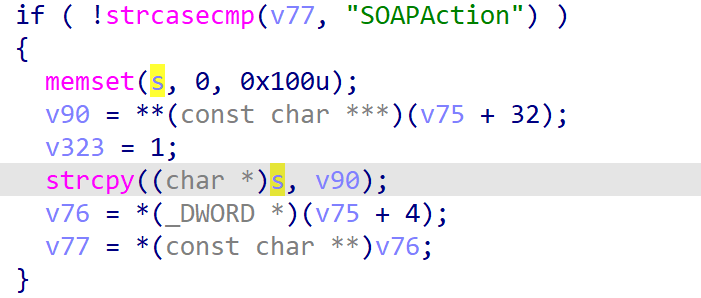 if ( !strcasecmp(v77, "SOAPAction") )
{
memset(s, 0, 0x100u);
v90 = **(const char ***)(v75 + 32);
v323 = 1;
strcpy((char *)s, v90);
v76 = *(_DWORD *)(v75 + 4);
v77 = *(const char **)v76;
}